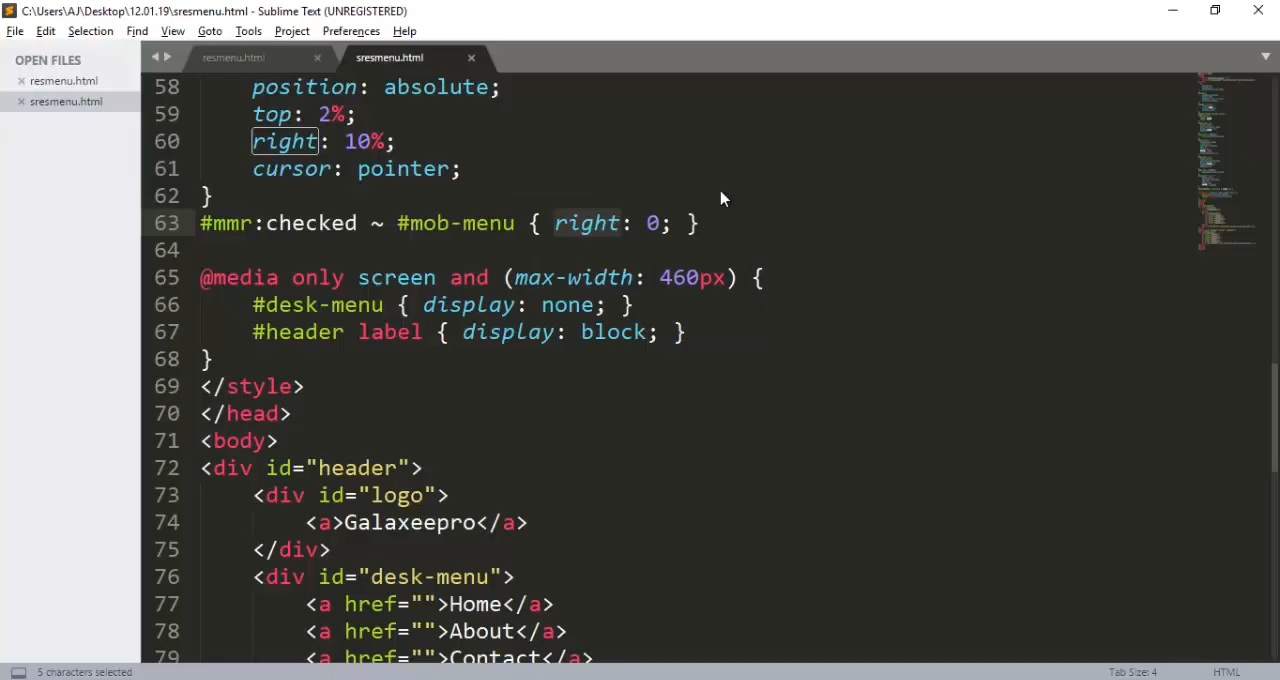 C:\Users\AJ\Desktop\12.01.19\sresmenu.html - Sublime Text (UNREGISTERED)
File Edit Selection Find View Goto Tools Project Preferences Help
OPEN FILES
resmenu.html
sresmenu.html
resmenu.html sresmenu.html
58 position: absolute;
59 top: 2%;
60 right: 10%;
61 cursor: pointer;
62 }
63 #mmr:checked ~ #mob-menu { right: 0; }
64
65 @media only screen and (max-width: 460px) {
66 #desk-menu { display: none; }
67 #header label { display: block; }
68 }
69 </style>
70 </head>
71 <body>
72 <div id="header">
73 <div id="logo">
74 <a>Galaxeepro</a>
75 </div>
76 <div id="desk-menu">
77 <a href="">Home</a>
78 <a href="">About</a>
79 <a href="">Contact</a>
5 characters selected Tab Size: 4 HTML